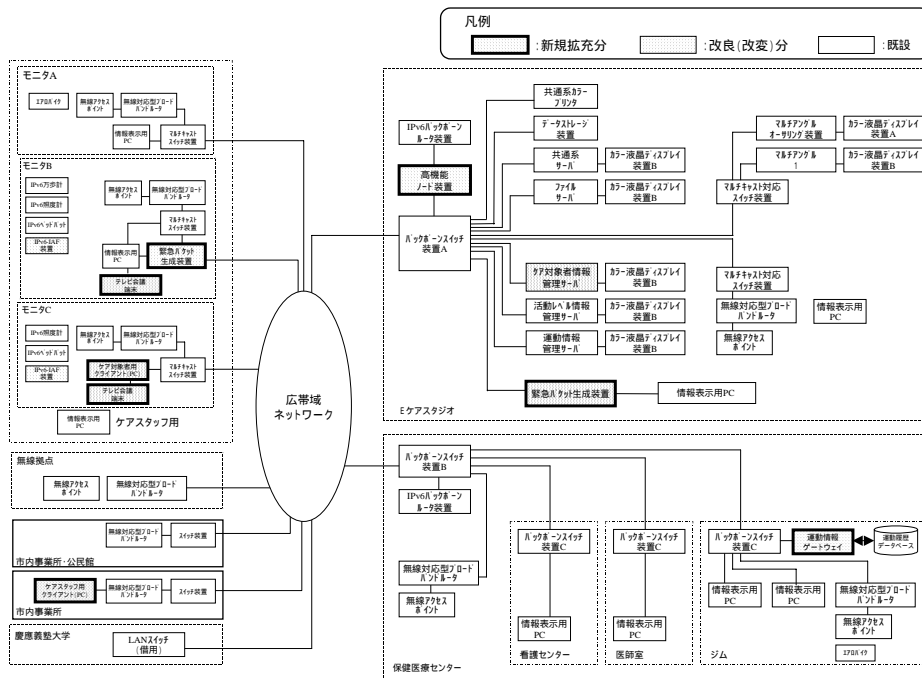 凡例
:新規拡充分
:改良(改変)分
:既設
モニタA
エアロバイク
無線アクセス
ポイント
無線対応型ブロード
バンドルータ
情報表示用
PC
マルチキャスト
スイッチ装置
モニタB
IPv6万歩計
IPv6照度計
IPv6ヘッドバット
IPv6-IAF
装置
無線アクセス
ポイント
無線対応型ブロード
バンドルータ
マルチキャスト
スイッチ装置
情報表示用
PC
緊急パケット
生成装置
テレビ会議
端末
モニタC
IPv6照度計
IPv6ヘッドバット
IPv6-IAF
装置
無線アクセス
ポイント
無線対応型ブロード
バンドルータ
ケア対象者用
クライアント(PC)
マルチキャスト
スイッチ装置
テレビ会議
端末
情報表示用
PC
ケアスタッフ用
無線拠点
無線アクセス
ポイント
無線対応型ブロード
バンドルータ
無線対応型ブロード
バンドルータ
スイッチ装置
市内事業所・公民館
ケアスタッフ用
クライアント(PC)
無線対応型ブロード
バンドルータ
スイッチ装置
市内事業所
慶應義塾大学
LANスイッチ
(借用)
広帯域
ネットワーク
IPv6バックボーン
ルータ装置
高機能
ノード装置
バックボーンスイッチ
装置A
共通系カラー
プリンタ
データストレージ
装置
共通系
サーバ
カラー液晶ディスプレイ
装置B
ファイル
サーバ
カラー液晶ディスプレイ
装置B
マルチアングル
オーサリング装置
カラー液晶ディスプレイ
装置A
マルチアングル
1
カラー液晶ディスプレイ
装置B
マルチキャスト対応
スイッチ装置
ケア対象者情報
管理サーバ
カラー液晶ディスプレイ
装置B
活動レベル情報
管理サーバ
カラー液晶ディスプレイ
装置B
運動情報
管理サーバ
カラー液晶ディスプレイ
装置B
マルチキャスト対応
スイッチ装置
無線対応型ブロード
バンドルータ
無線アクセス
ポイント
情報表示用
PC
緊急パケット生成装置
情報表示用PC
Eケアスタジオ
バックボーンスイッチ
装置B
IPv6バックボーン
ルータ装置
無線対応型ブロード
バンドルータ
無線アクセス
ポイント
保健医療センター
バックボーンスイッチ
装置C
情報表示用
PC
看護センター
バックボーンスイッチ
装置C
情報表示用
PC
医師室
バックボーンスイッチ
装置C
運動情報
ゲートウェイ
運動履歴
データベース
情報表示用
PC
情報表示用
PC
無線対応型ブロード
バンドルータ
無線アクセス
ポイント
エアロバイク
ジム